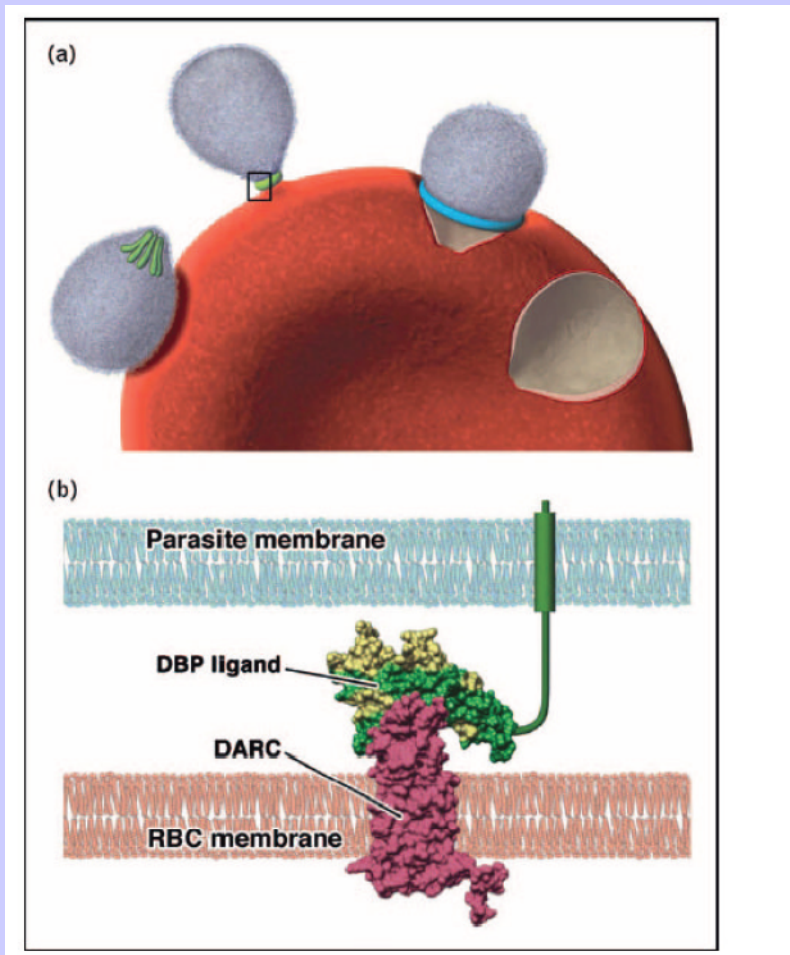 (a)
(b)
Parasite membrane
DBP ligand
DARC
RBC membrane